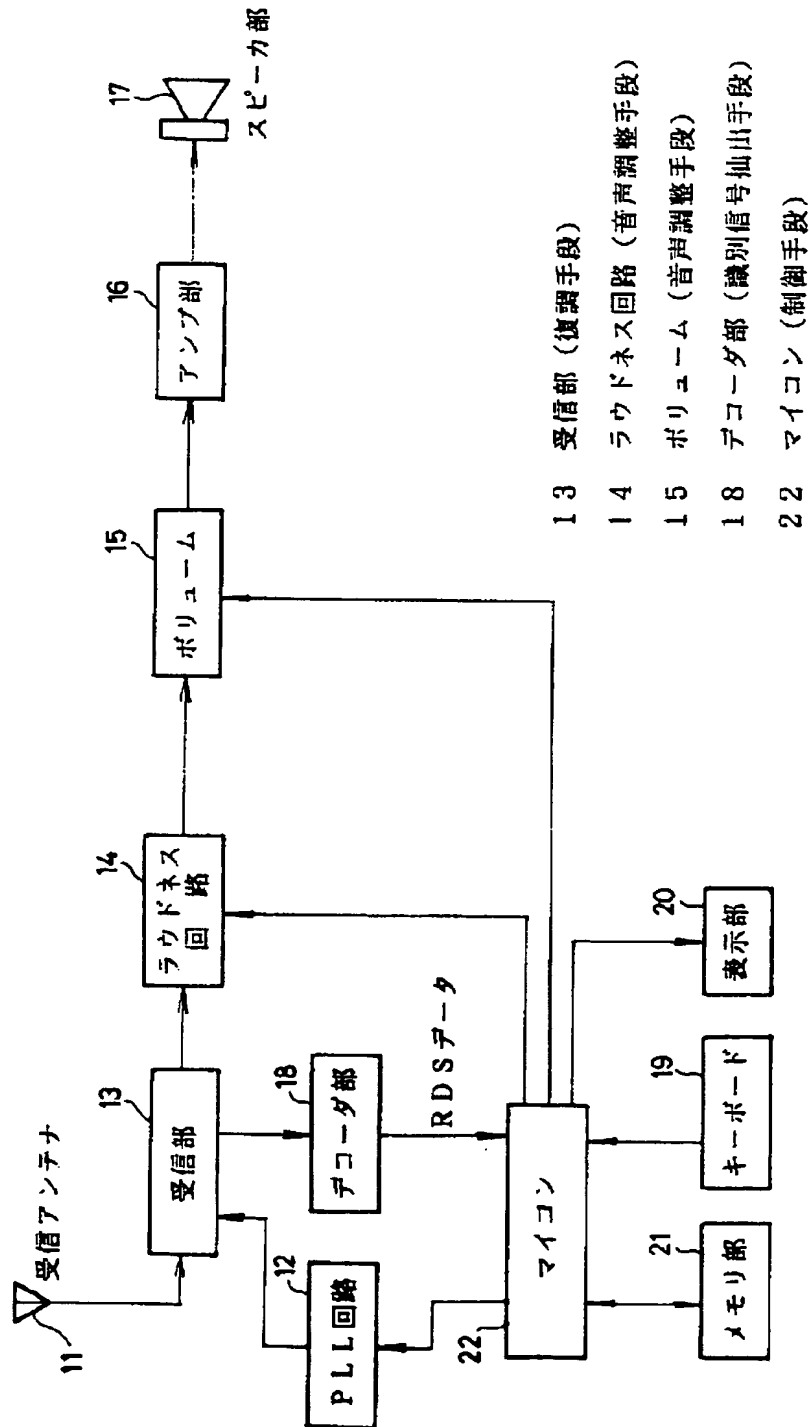 受信アンテナ
11
13
受信部
14
ラウドネス
回 路
15
ボリューム
16
アンプ部
17
スピーカ部
12
PLL回路
18
デコーダ部
RDSデータ
22
マイコン
21
メモリ部
19
キーボード
20
表示部
13 受信部(復調手段)
14 ラウドネス回路(音声調整手段)
15 ボリューム(音声調整手段)
18 デコーダ部(識別信号抽出手段)
22 マイコン(制御手段)